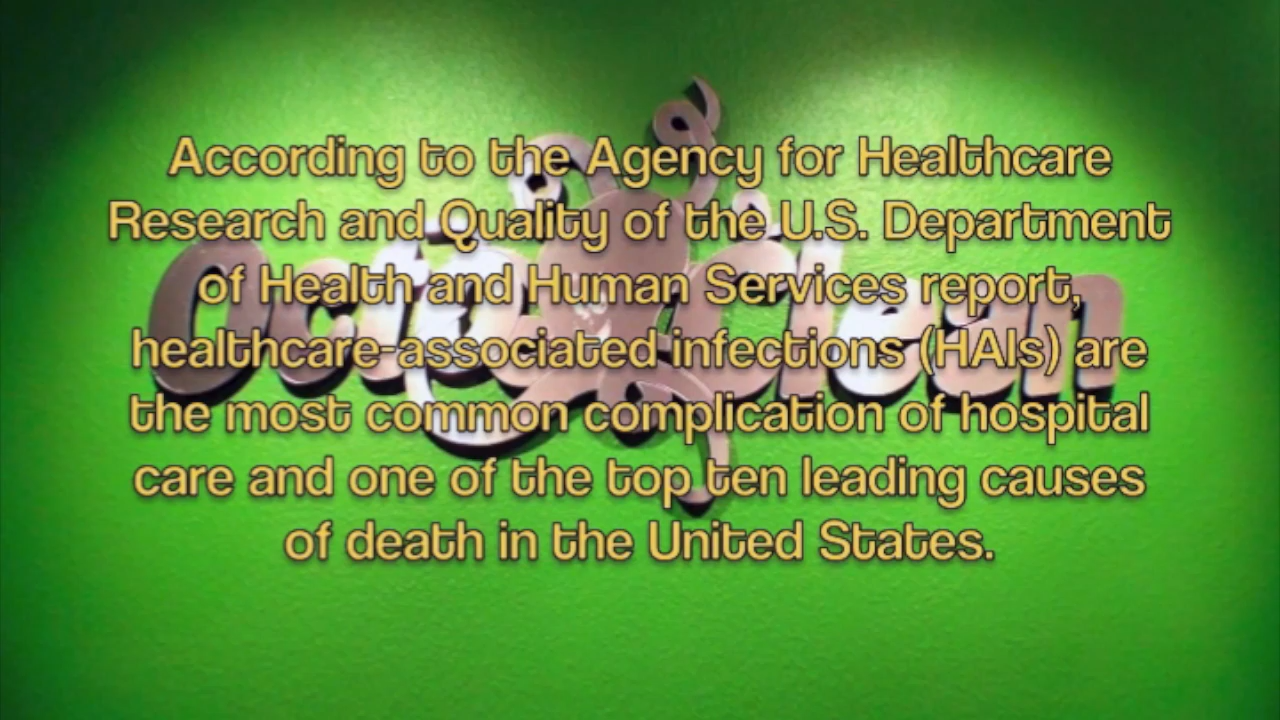 According to the Agency for Healthcare
Research and Quality of the U.S. Department
of Health and Human Services report,
healthcare-associated infections (HAIs) are
the most common complication of hospital
care and one of the top ten leading causes
of death in the United States.
OctoClean